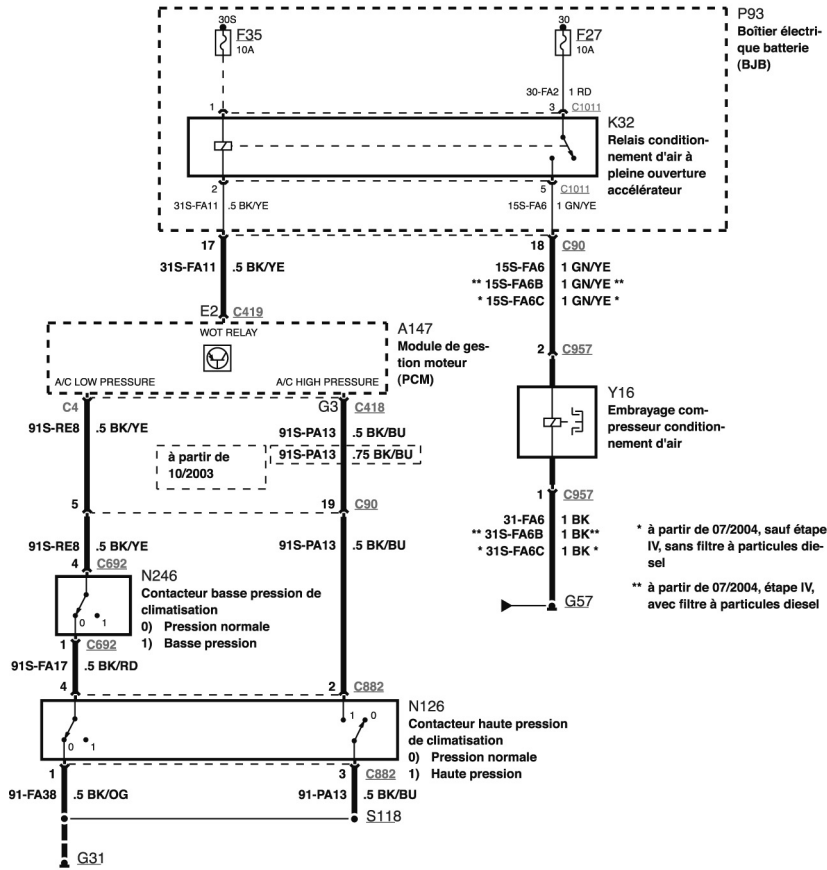 30S
30
P93
F35
F27
Boîtier électri-
10A
10A
que batterie
(BJB)
30-FA2 1 RD
1
3 C1011
K32
Relais condition-
nement d'air à
pleine ouverture
accélérateur
2
5 C1011
31S-FA11 .5 BK/YE
15S-FA6 1 GN/YE
17
18 C90
31S-FA11 .5 BK/YE
15S-FA6 1 GN/YE
** 15S-FA6B 1 GN/YE **
* 15S-FA6C 1 GN/YE *
E2 C419
WOT RELAY
A147
Module de ges-
tion moteur
(PCM)
2 C957
A/C LOW PRESSURE
A/C HIGH PRESSURE
Y16
Embrayage com-
presseur condition-
nement d'air
C4
G3 C418
91S-RE8 .5 BK/YE
91S-PA13 .5 BK/BU
à partir de
10/2003
91S-PA13 .75 BK/BU
1 C957
5
19 C90
31-FA6 1 BK
** 31S-FA6B 1 BK**
* 31S-FA6C 1 BK *
* à partir de 07/2004, sauf étape
IV, sans filtre à particules die-
sel
** à partir de 07/2004, étape IV,
avec filtre à particules diesel
91S-RE8 .5 BK/YE
91S-PA13 .5 BK/BU
4 C692
N246
Contacteur basse pression de
climatisation
0) Pression normale
1) Basse pression
0 1
G57
1 C692
91S-FA17 .5 BK/RD
4
2 C882
N126
Contacteur haute pression
de climatisation
0) Pression normale
1) Haute pression
1 0
0 1
1
3 C882
91-FA38 .5 BK/OG
91-PA13 .5 BK/BU
S118
G31